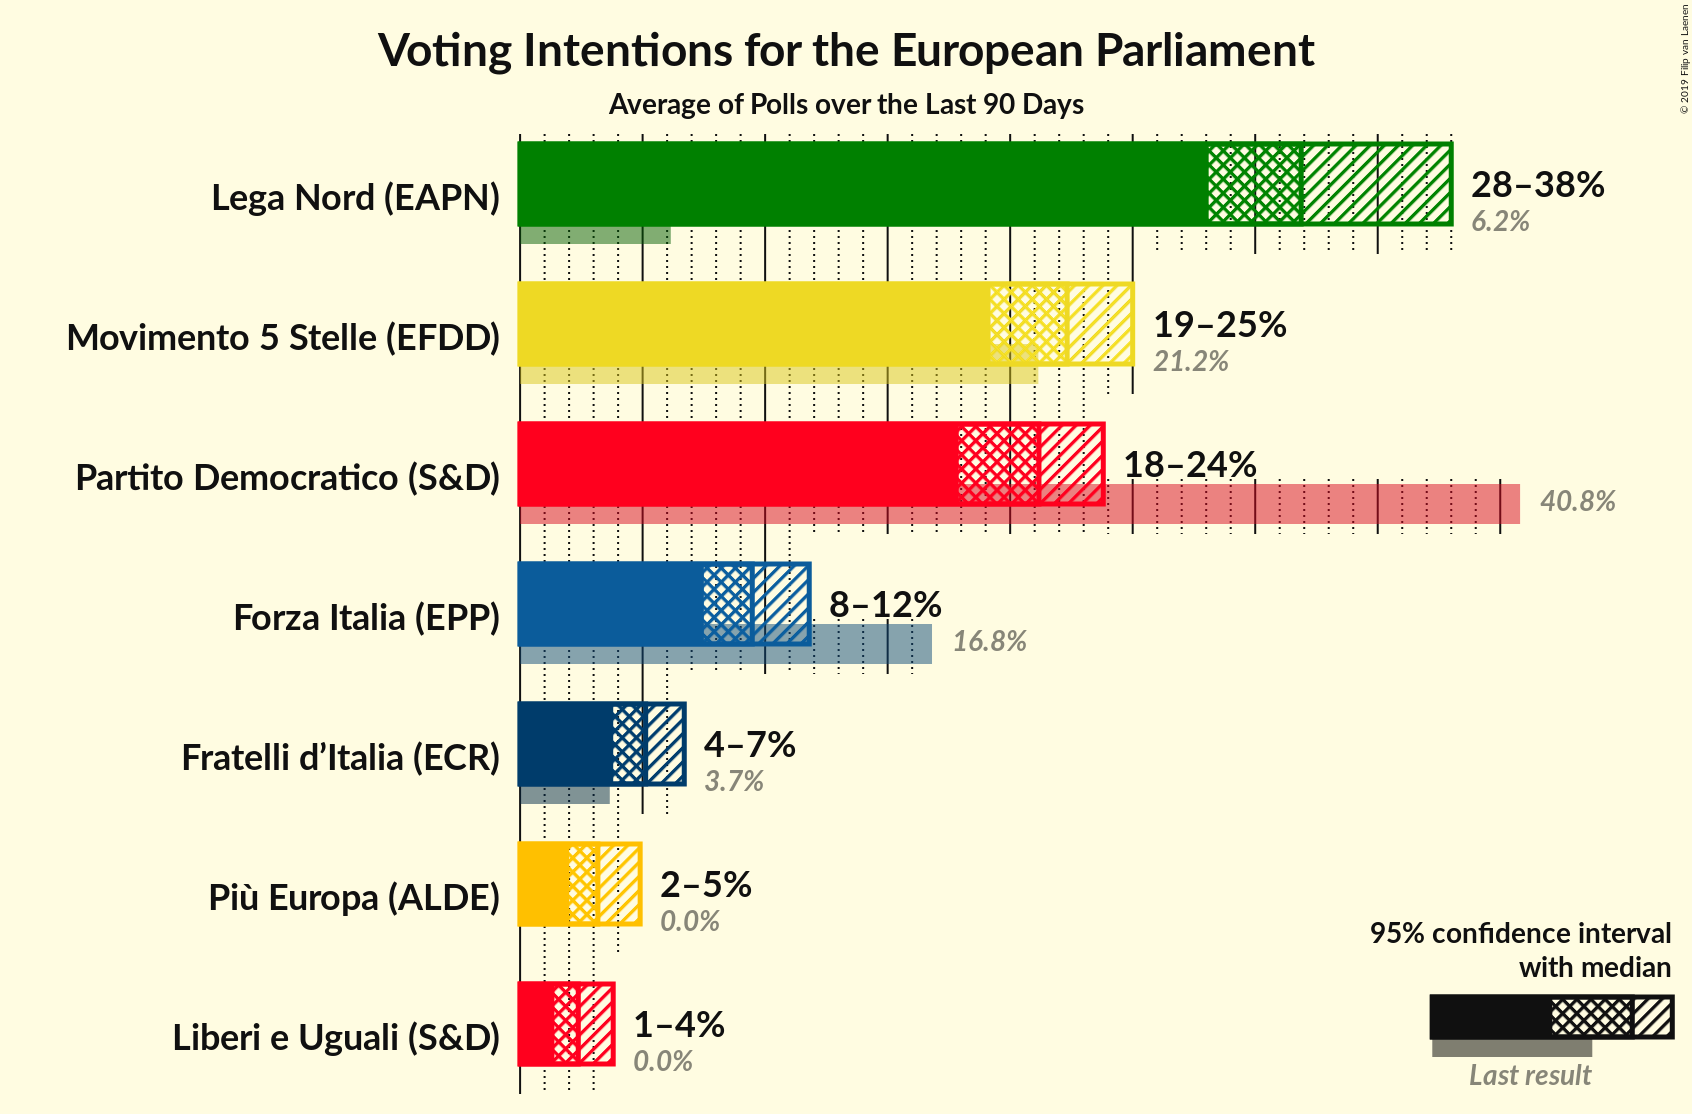 Voting Intentions for the European Parliament
Average of Polls over the Last 90 Days
© 2019 Filip van Laenen
Lega Nord (EAPN)
28–38%
6.2%
Movimento 5 Stelle (EFDD)
19–25%
21.2%
Partito Democratico (S&D)
18–24%
40.8%
Forza Italia (EPP)
8–12%
16.8%
Fratelli d’Italia (ECR)
4–7%
3.7%
Più Europa (ALDE)
2–5%
0.0%
Liberi e Uguali (S&D)
1–4%
0.0%
95% confidence interval
with median
Last result